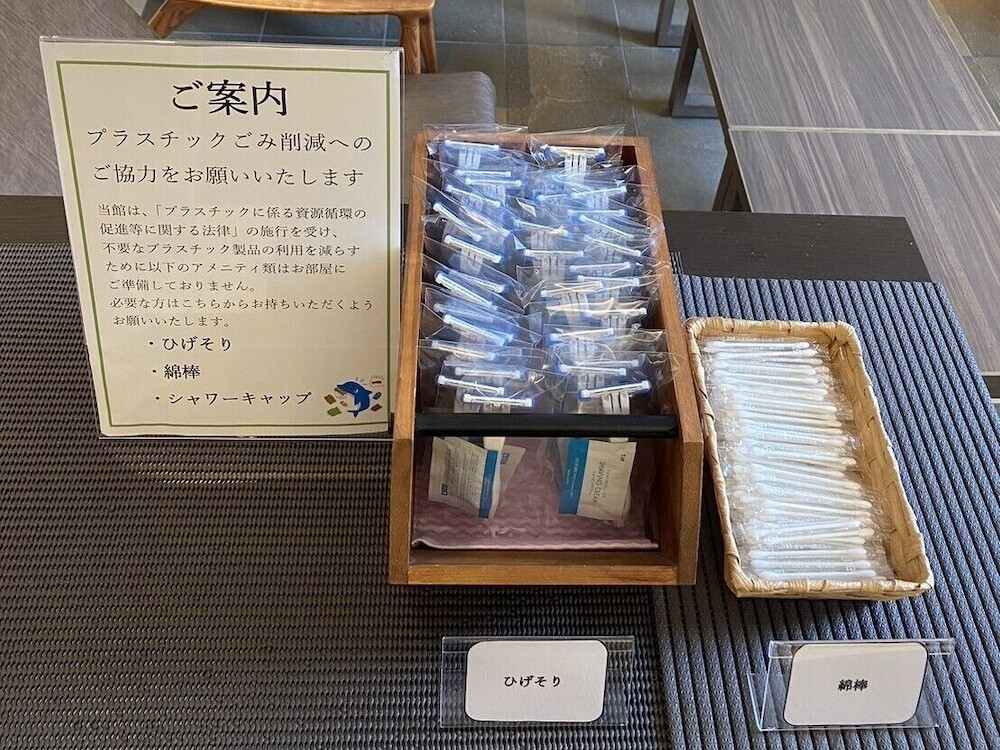 ご案内
プラスチックごみ削減への
ご協力をお願いいたします
当館は、「プラスチックに係る資源循環の
促進等に関する法律」の施行を受け、
不要なプラスチック製品の利用を減らす
ために以下のアメニティ類はお部屋に
ご準備しておりません。
必要な方はこちらからお持ちいただくよう
お願いいたします。
・ひげそり
・綿棒
・シャワーキャップ
SHAVING CREAM
ひげそり
綿棒